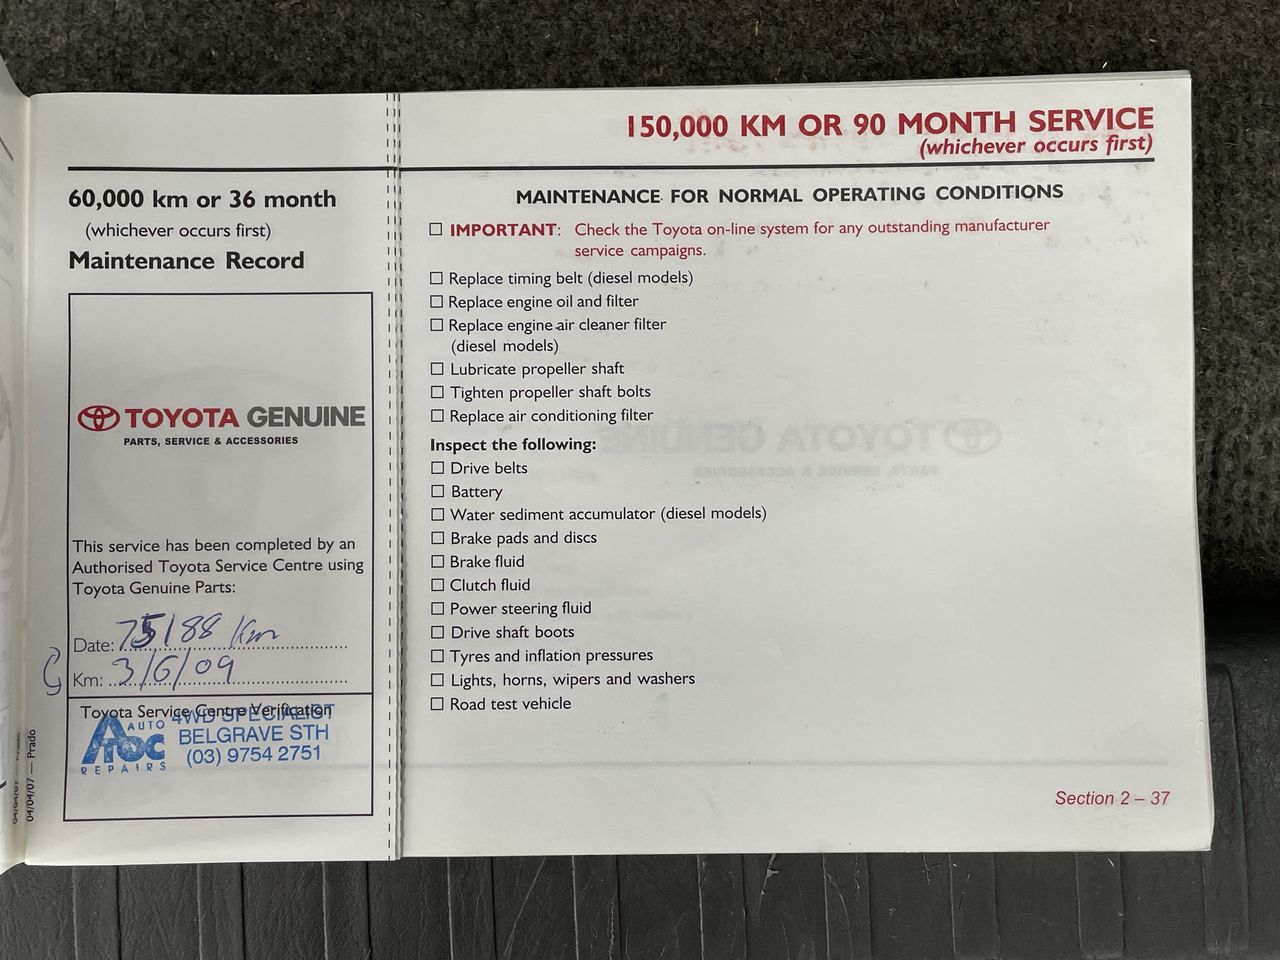 60,000 km or 36 month
(whichever occurs first)
Maintenance Record
TOYOTA GENUINE
PARTS, SERVICE & ACCESSORIES
This service has been completed by an
Authorised Toyota Service Centre using
Toyota Genuine Parts:
Date: 75188 Km
Km: 3/6/09
Toyota Service Centre Verification
ATOC AUTO REPAIRS
4WD SPECIALIST
BELGRAVE STH
(03) 9754 2751
04/04/07 — Prado
150,000 KM OR 90 MONTH SERVICE
(whichever occurs first)
MAINTENANCE FOR NORMAL OPERATING CONDITIONS
☐ IMPORTANT: Check the Toyota on-line system for any outstanding manufacturer
service campaigns.
☐ Replace timing belt (diesel models)
☐ Replace engine oil and filter
☐ Replace engine air cleaner filter
(diesel models)
☐ Lubricate propeller shaft
☐ Tighten propeller shaft bolts
☐ Replace air conditioning filter
Inspect the following:
☐ Drive belts
☐ Battery
☐ Water sediment accumulator (diesel models)
☐ Brake pads and discs
☐ Brake fluid
☐ Clutch fluid
☐ Power steering fluid
☐ Drive shaft boots
☐ Tyres and inflation pressures
☐ Lights, horns, wipers and washers
☐ Road test vehicle
Section 2 – 37